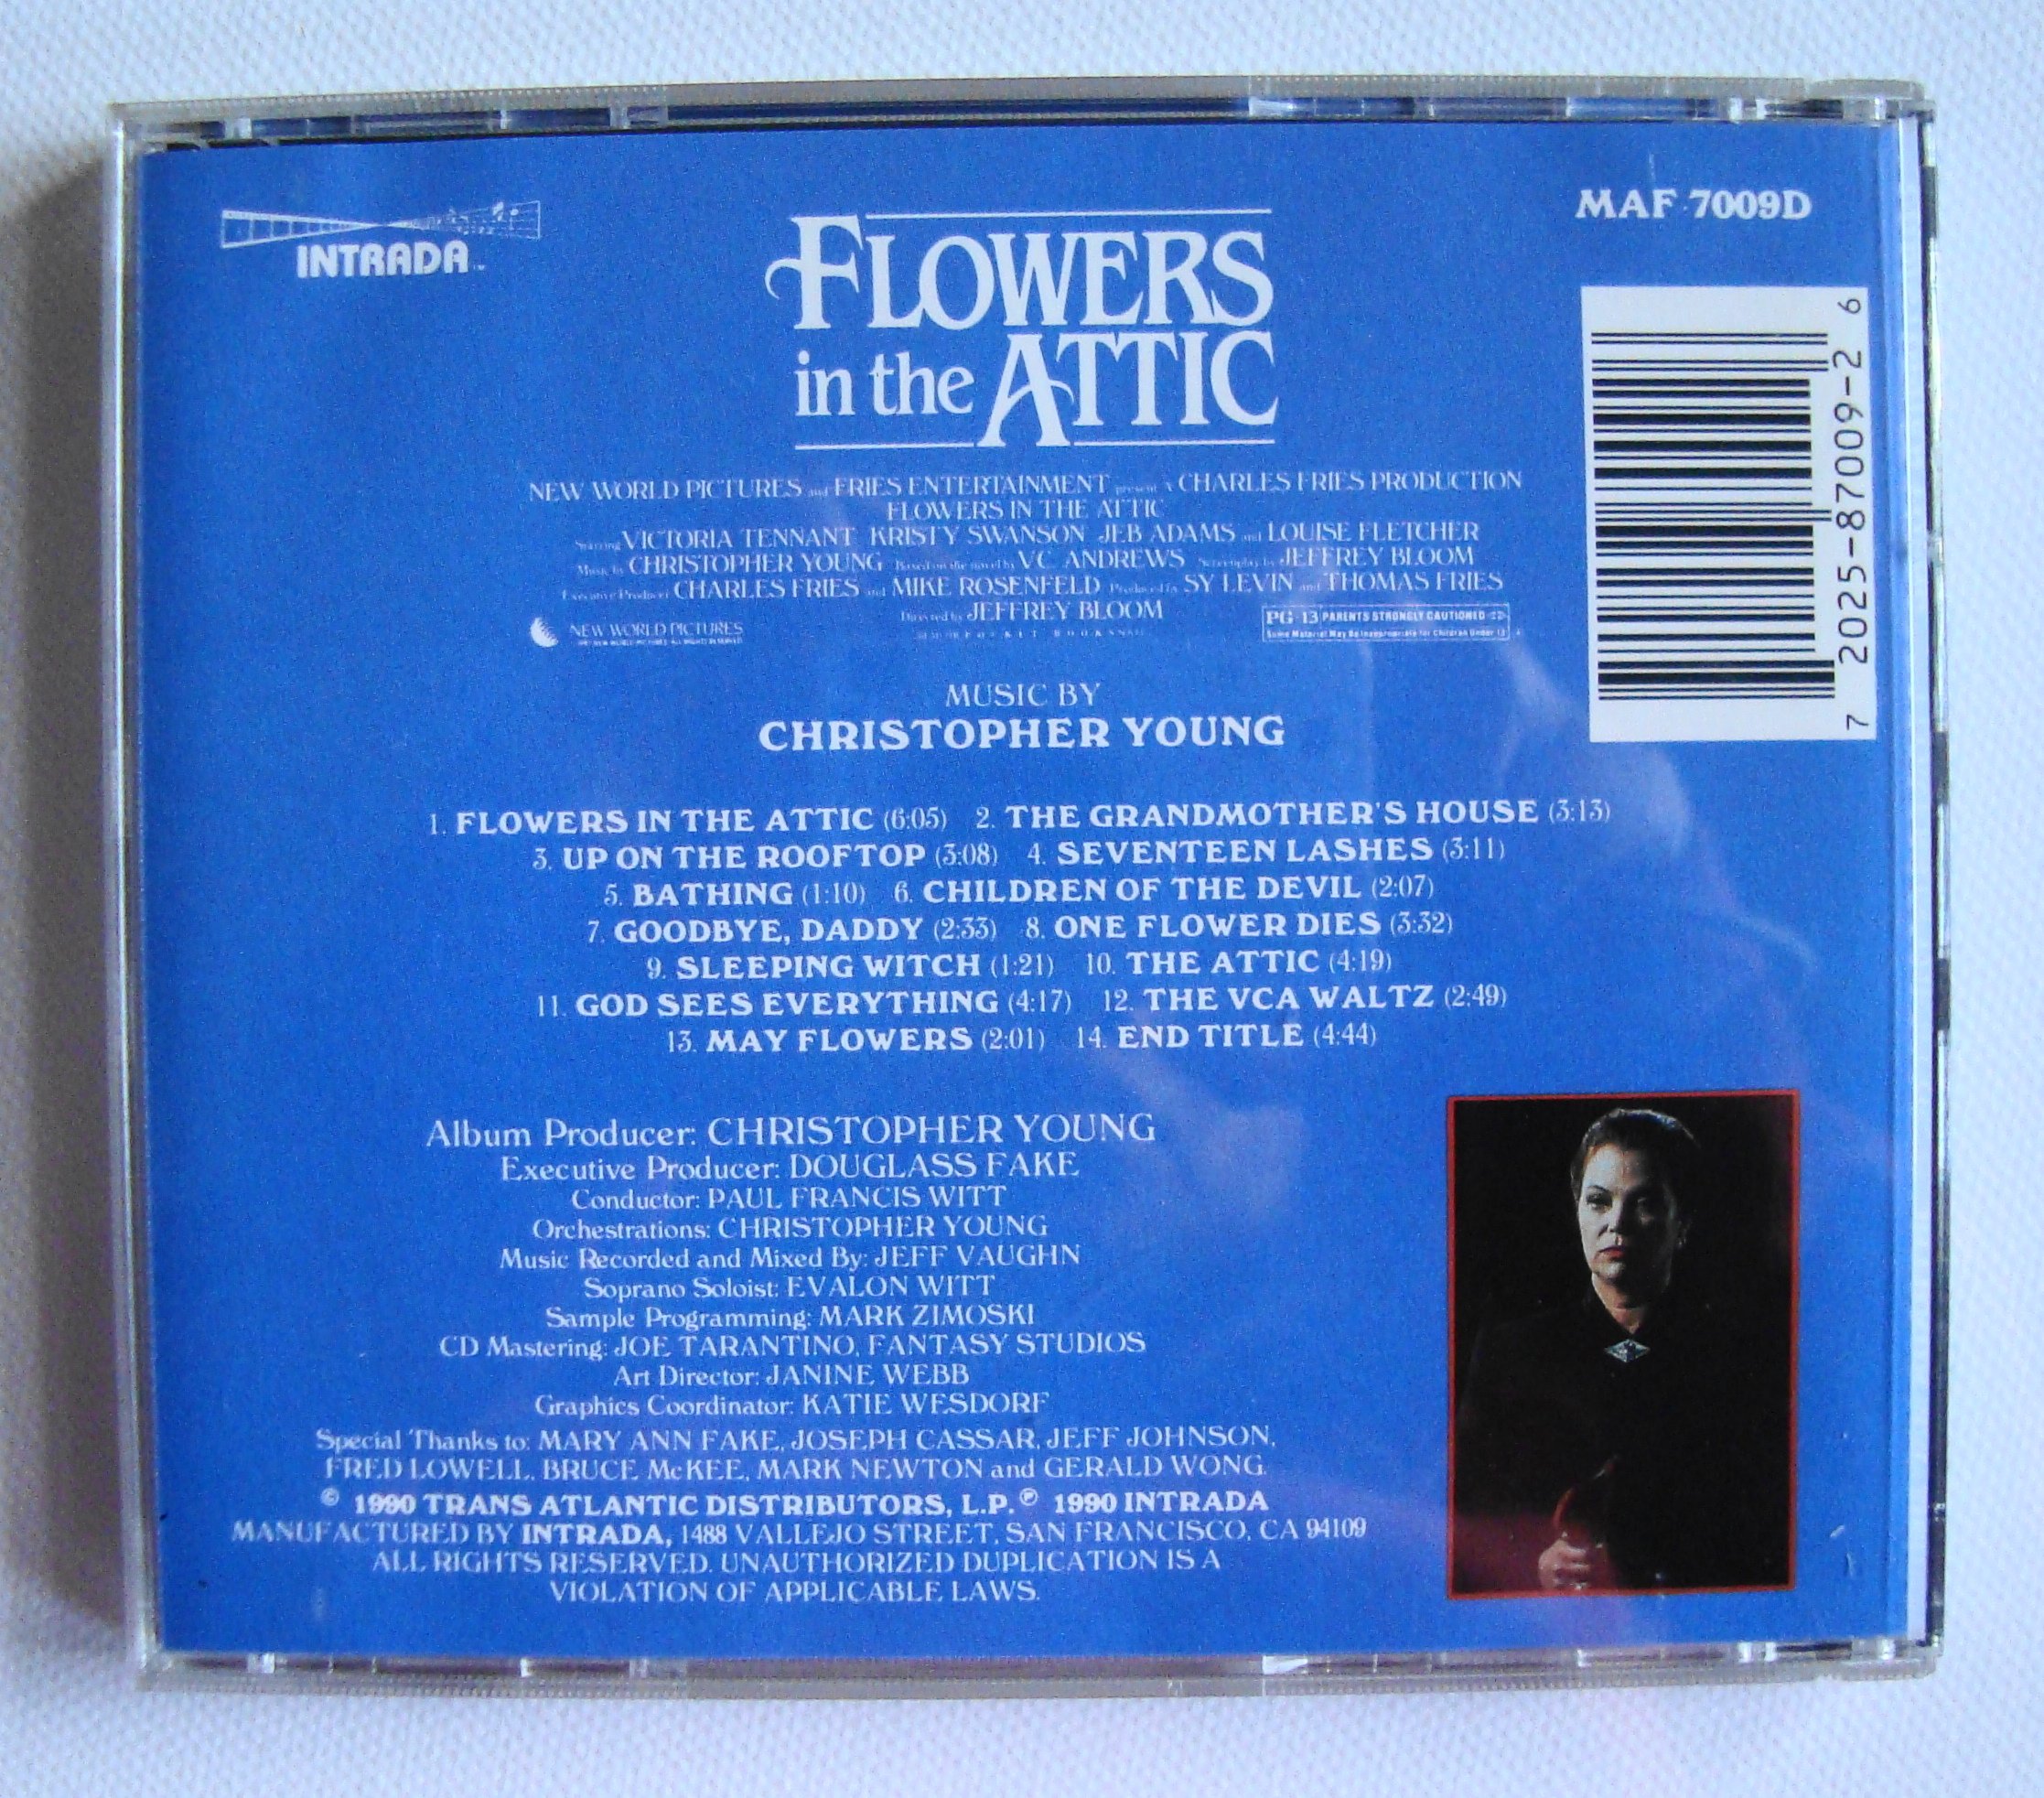 INTRADA
MAF 7009D
FLOWERS
in the ATTIC
7 2025-87009-2 6
NEW WORLD PICTURES and FRIES ENTERTAINMENT present a CHARLES FRIES PRODUCTION
FLOWERS IN THE ATTIC
Starring VICTORIA TENNANT KRISTY SWANSON JEB ADAMS and LOUISE FLETCHER
Music by CHRISTOPHER YOUNG Based on the novel by V.C. ANDREWS Screenplay by JEFFREY BLOOM
Executive Producer CHARLES FRIES and MIKE ROSENFELD Produced by SY LEVIN and THOMAS FRIES
Directed by JEFFREY BLOOM
NEW WORLD PICTURES
PG-13 PARENTS STRONGLY CAUTIONED
Some Material May Be Inappropriate for Children Under 13
MUSIC BY
CHRISTOPHER YOUNG
1. FLOWERS IN THE ATTIC (6:05) 2. THE GRANDMOTHER'S HOUSE (3:13)
3. UP ON THE ROOFTOP (3:08) 4. SEVENTEEN LASHES (3:11)
5. BATHING (1:10) 6. CHILDREN OF THE DEVIL (2:07)
7. GOODBYE, DADDY (2:33) 8. ONE FLOWER DIES (3:32)
9. SLEEPING WITCH (1:21) 10. THE ATTIC (4:19)
11. GOD SEES EVERYTHING (4:17) 12. THE VCA WALTZ (2:49)
13. MAY FLOWERS (2:01) 14. END TITLE (4:44)
Album Producer: CHRISTOPHER YOUNG
Executive Producer: DOUGLASS FAKE
Conductor: PAUL FRANCIS WITT
Orchestrations: CHRISTOPHER YOUNG
Music Recorded and Mixed By: JEFF VAUGHN
Soprano Soloist: EVALON WITT
Sample Programming: MARK ZIMOSKI
CD Mastering: JOE TARANTINO, FANTASY STUDIOS
Art Director: JANINE WEBB
Graphics Coordinator: KATIE WESDORF
Special Thanks to: MARY ANN FAKE, JOSEPH CASSAR, JEFF JOHNSON,
FRED LOWELL, BRUCE McKEE, MARK NEWTON and GERALD WONG.
© 1990 TRANS ATLANTIC DISTRIBUTORS, L.P. ℗ 1990 INTRADA
MANUFACTURED BY INTRADA, 1488 VALLEJO STREET, SAN FRANCISCO, CA 94109
ALL RIGHTS RESERVED. UNAUTHORIZED DUPLICATION IS A
VIOLATION OF APPLICABLE LAWS.